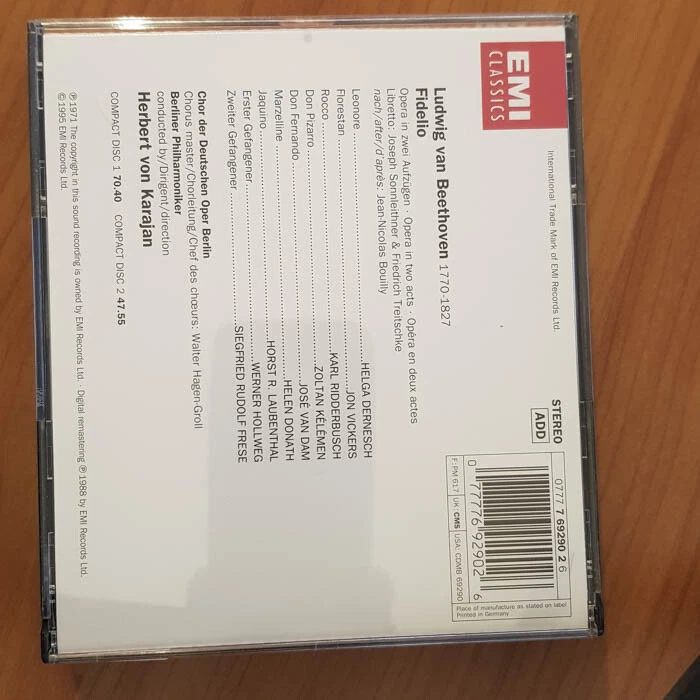 EMI
CLASSICS
International Trade Mark of EMI Records Ltd.
STEREO
ADD
0777 7 69290 2 6
0 77776 92902 6
F: PM 617 UK: CMS USA: CDMB 69290
Place of manufacture as stated on label
Printed in Germany
Ludwig van Beethoven 1770-1827
Fidelio
Oper in zwei Aufzügen · Opera in two acts · Opéra en deux actes
Libretto: Joseph Sonnleithner & Friedrich Treitschke
nach/after/d'après: Jean-Nicolas Bouilly
Leonore HELGA DERNESCH
Florestan JON VICKERS
Rocco KARL RIDDERBUSCH
Don Pizarro ZOLTAN KÉLÉMEN
Don Fernando JOSÉ VAN DAM
Marzelline HELEN DONATH
Jaquino HORST R. LAUBENTHAL
Erster Gefangener WERNER HOLLWEG
Zweiter Gefangener SIEGFRIED RUDOLF FRESE
Chor der Deutschen Oper Berlin
Chorus master/Chorleitung/Chef des chœurs: Walter Hagen-Groll
Berliner Philharmoniker
conducted by/Dirigent/direction
Herbert von Karajan
COMPACT DISC 1 70.40 COMPACT DISC 2 47.55
℗ 1971 The copyright in this sound recording is owned by EMI Records Ltd. · Digital remastering ℗ 1988 by EMI Records Ltd.
© 1995 EMI Records Ltd.